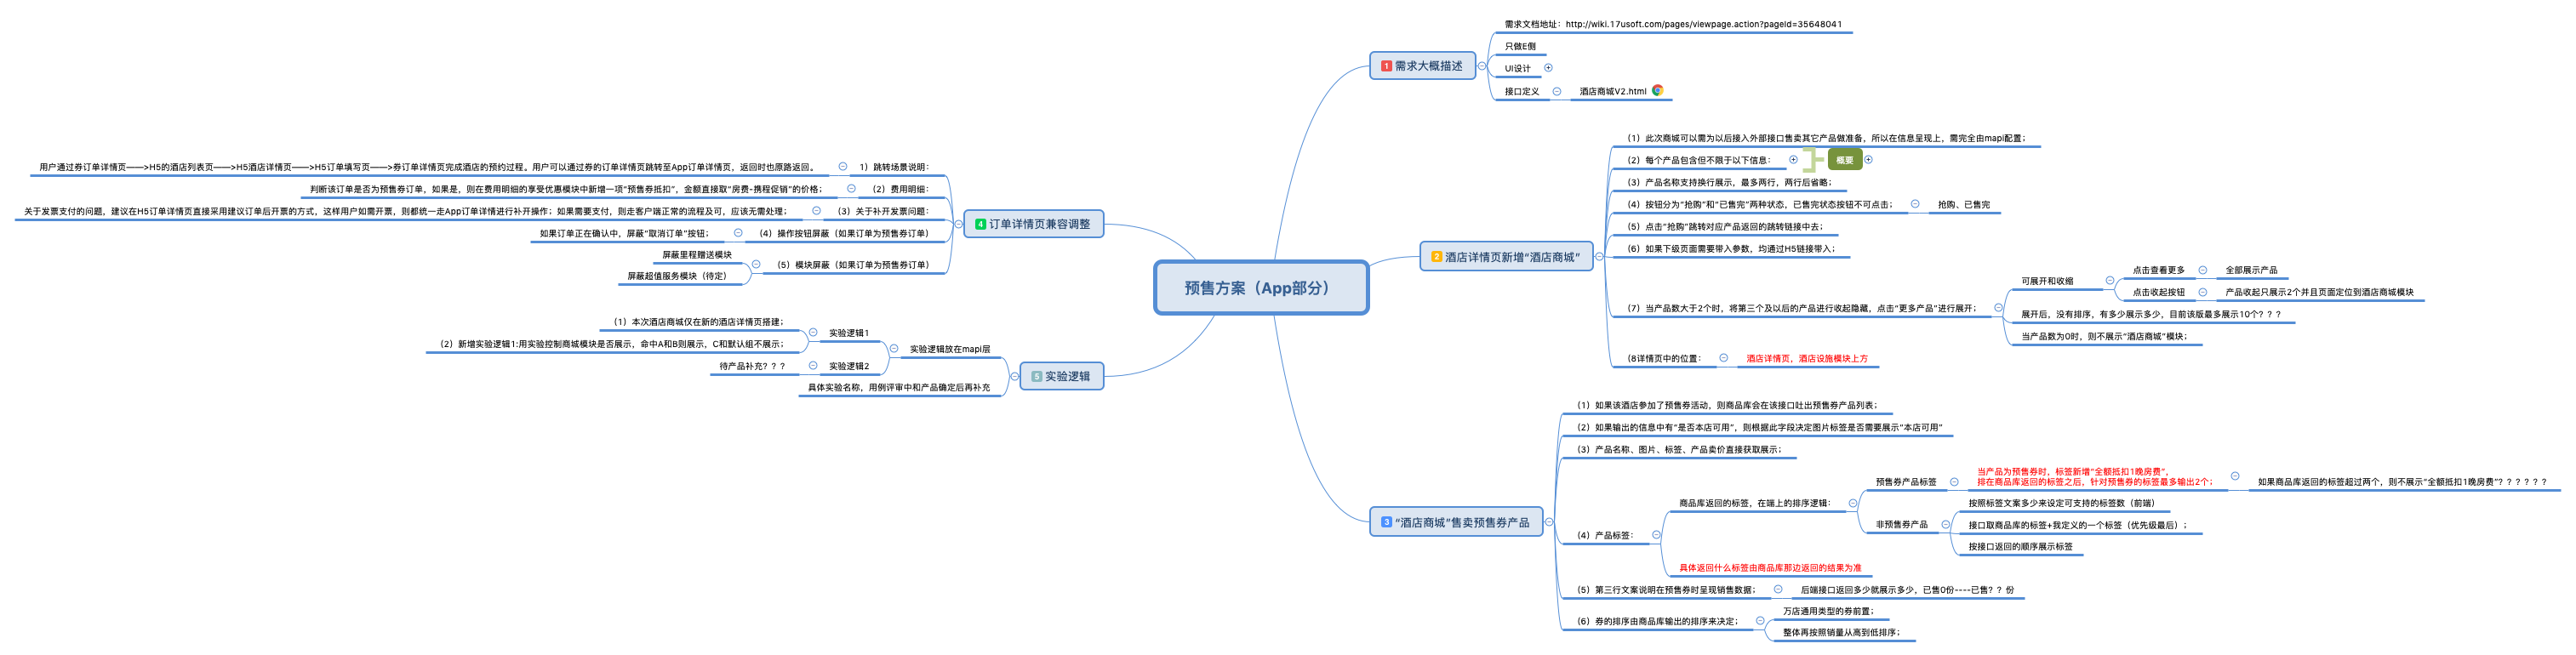 预售方案（App部分）
1 需求大概描述
需求文档地址：http://wiki.17usoft.com/pages/viewpage.action?pageId=35648041
只做E侧
UI设计
接口定义
酒店商城V2.html
2 酒店详情页新增“酒店商城”
（1）此次商城可以需为以后接入外部接口售卖其它产品做准备，所以在信息呈现上，需完全由mapi配置；
（2）每个产品包含但不限于以下信息：
概要
（3）产品名称支持换行展示，最多两行，两行后省略；
（4）按钮分为“抢购”和“已售完”两种状态，已售完状态按钮不可点击；
抢购、已售完
（5）点击“抢购”跳转对应产品返回的跳转链接中去；
（6）如果下级页面需要带入参数，均通过H5链接带入；
（7）当产品数大于2个时，将第三个及以后的产品进行收起隐藏，点击“更多产品”进行展开；
可展开和收缩
点击查看更多
全部展示产品
点击收起按钮
产品收起只展示2个并且页面定位到酒店商城模块
展开后，没有排序，有多少展示多少，目前该版最多展示10个？？？
当产品数为0时，则不展示“酒店商城”模块；
（8详情页中的位置：
酒店详情页，酒店设施模块上方
3 “酒店商城”售卖预售券产品
（1）如果该酒店参加了预售券活动，则商品库会在该接口吐出预售券产品列表；
（2）如果输出的信息中有“是否本店可用”，则根据此字段决定图片标签是否需要展示“本店可用”
（3）产品名称、图片、标签、产品卖价直接获取展示；
（4）产品标签：
商品库返回的标签，在端上的排序逻辑：
预售券产品标签
当产品为预售券时，标签新增“全额抵扣1晚房费”，
排在商品库返回的标签之后，针对预售券的标签最多输出2个；
如果商品库返回的标签超过两个，则不展示“全额抵扣1晚房费”？？？？？？
非预售券产品
按照标签文案多少来设定可支持的标签数（前端）
接口取商品库的标签+我定义的一个标签（优先级最后）；
按接口返回的顺序展示标签
具体返回什么标签由商品库那边返回的结果为准
（5）第三行文案说明在预售券时呈现销售数据；
后端接口返回多少就展示多少，已售0份----已售？？份
（6）券的排序由商品库输出的排序来决定；
万店通用类型的券前置；
整体再按照销量从高到低排序；
4 订单详情页兼容调整
1）跳转场景说明：
用户通过券订单详情页——>H5的酒店列表页——>H5酒店详情页——>H5订单填写页——>券订单详情页完成酒店的预约过程。用户可以通过券的订单详情页跳转至App订单详情页，返回时也原路返回。
（2）费用明细：
判断该订单是否为预售券订单，如果是，则在费用明细的享受优惠模块中新增一项“预售券抵扣”，金额直接取“房费-携程促销”的价格；
（3）关于补开发票问题：
关于发票支付的问题，建议在H5订单详情页直接采用建议订单后开票的方式，这样用户如需开票，则都统一走App订单详情进行补开操作；如果需要支付，则走客户端正常的流程及可，应该无需处理；
（4）操作按钮屏蔽（如果订单为预售券订单）
如果订单正在确认中，屏蔽“取消订单”按钮；
（5）模块屏蔽（如果订单为预售券订单）
屏蔽里程赠送模块
屏蔽超值服务模块（待定）
5 实验逻辑
实验逻辑放在mapi层
实验逻辑1
（1）本次酒店商城仅在新的酒店详情页搭建；
（2）新增实验逻辑1:用实验控制商城模块是否展示，命中A和B则展示，C和默认组不展示；
实验逻辑2
待产品补充？？？
具体实验名称，用例评审中和产品确定后再补充